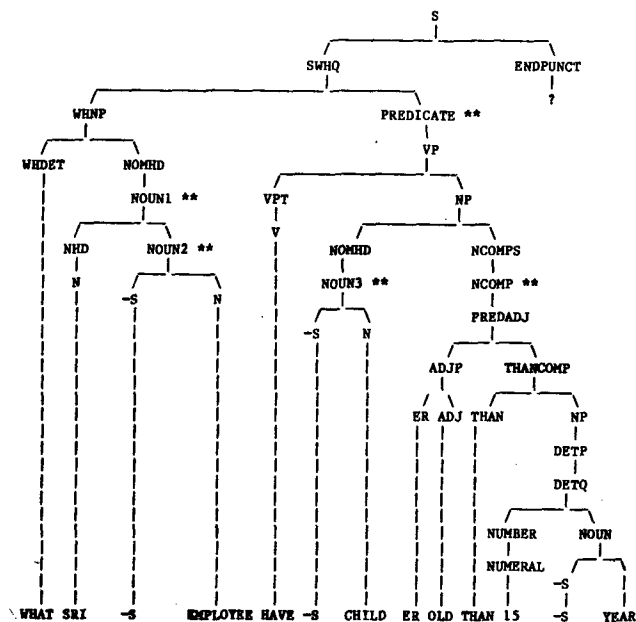 S
SWHQ ENDPUNCT
?
WHNP PREDICATE **
VP
WHDET NOMHD
NOUN1 ** VPT NP
V
NHD NOUN2 ** NOMHD NCOMPS
N NOUN3 ** NCOMP **
-S N
PREDADJ
-S N
ADJP THANCOMP
ER ADJ THAN NP
DETP
DETQ
NUMBER NOUN
NUMERAL
-S
WHAT SRI -S EMPLOYEE HAVE -S CHILD ER OLD THAN 15 -S YEAR